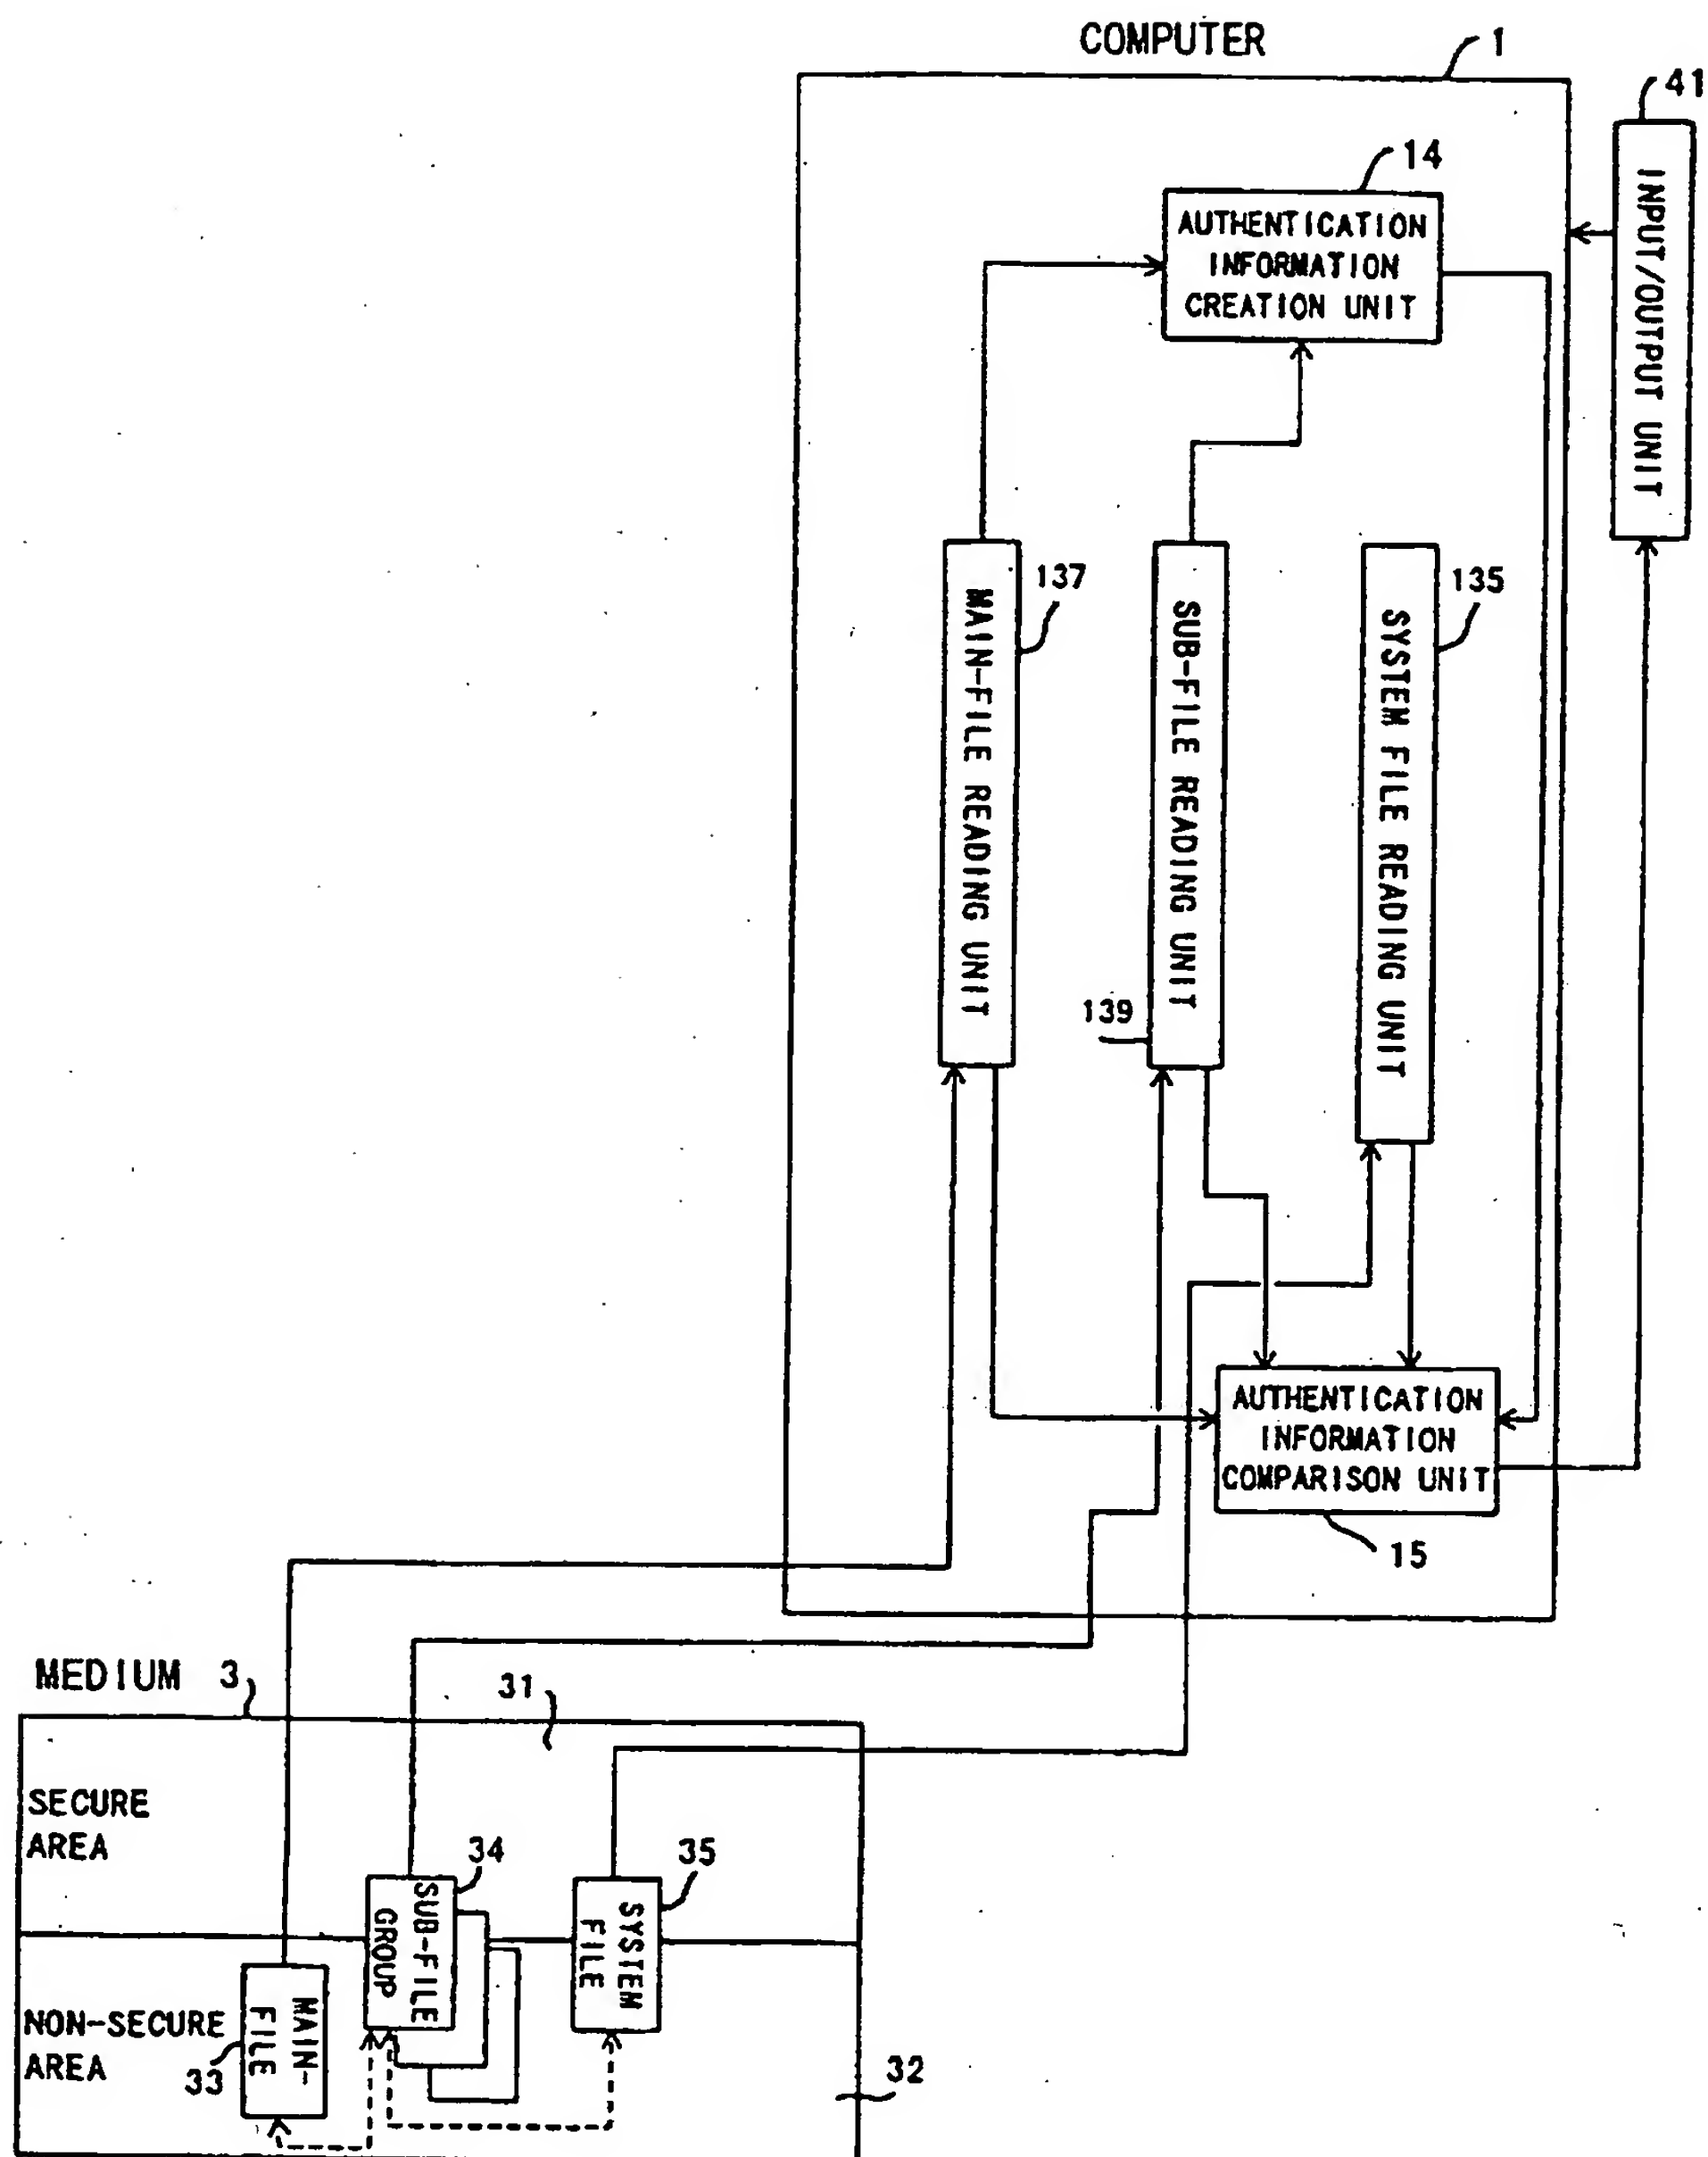 COMPUTER
1
41
14
AUTHENTICATION
INFORMATION
CREATION UNIT
INPUT/OUTPUT UNIT
137
MAIN-FILE READING UNIT
SUB-FILE READING UNIT
139
135
SYSTEM FILE READING UNIT
AUTHENTICATION
INFORMATION
COMPARISON UNIT
15
MEDIUM
3
31
SECURE
AREA
34
SUB-FILE
GROUP
35
SYSTEM
FILE
NON-SECURE
AREA
33
MAIN-
FILE
32